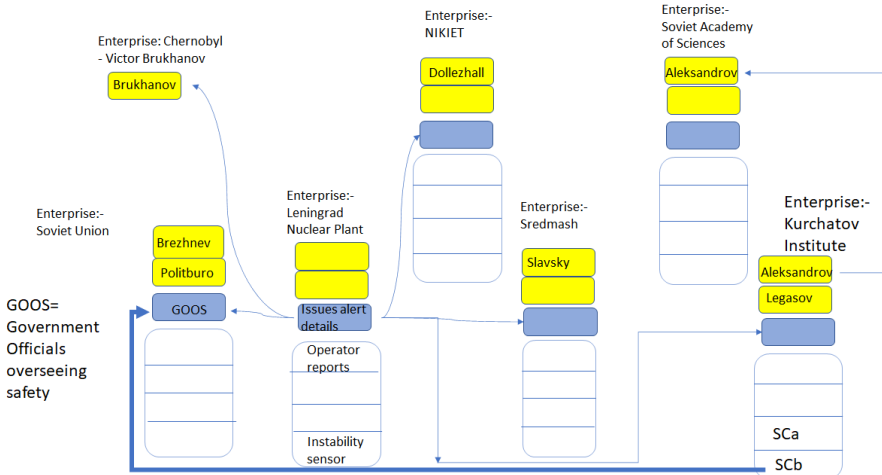 Enterprise:-
NIKIET
Enterprise:-
Soviet Academy
of Sciences
Enterprise: Chernobyl
- Victor Brukhanov
Brukhanov
Dollezhall
Aleksandrov
Enterprise:-
Soviet Union
Enterprise:-
Leningrad
Nuclear Plant
Enterprise:-
Sredmash
Enterprise:-
Kurchatov
Institute
Brezhnev
Politburo
GOOS
Issues alert
details
Slavsky
Aleksandrov
Legasov
GOOS=
Government
Officials
overseeing
safety
Operator
reports
Instability
sensor
SCa
SCb